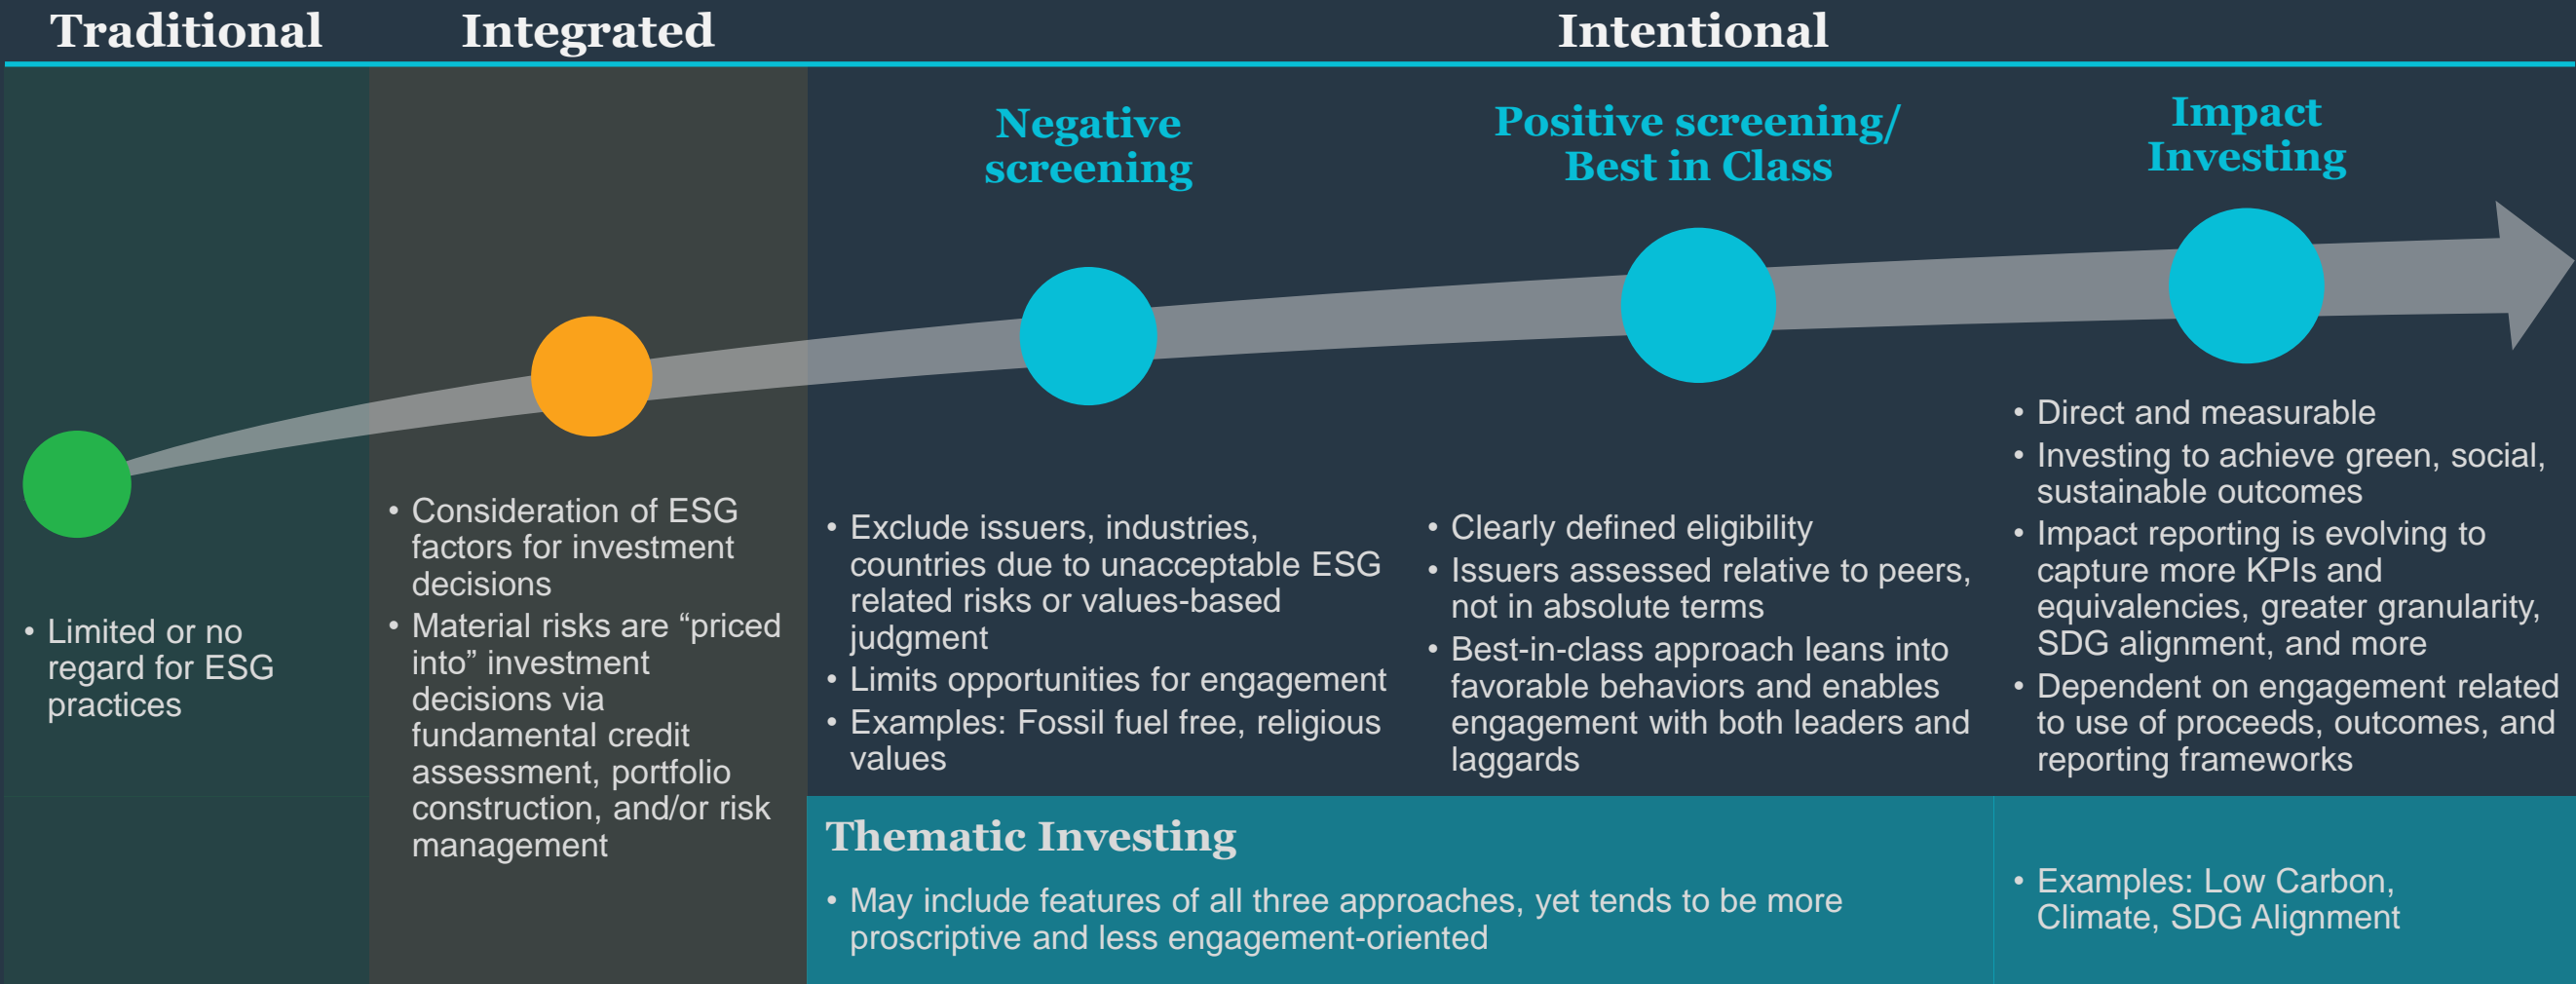 Traditional
Integrated
Intentional
Negative
screening
Positive screening/
Best in Class
Impact
Investing
• Limited or no
regard for ESG
practices
• Consideration of ESG
factors for investment
decisions
• Material risks are “priced
into” investment
decisions via
fundamental credit
assessment, portfolio
construction, and/or risk
management
• Exclude issuers, industries,
countries due to unacceptable ESG
related risks or values-based
judgment
• Limits opportunities for engagement
• Examples: Fossil fuel free, religious
values
• Clearly defined eligibility
• Issuers assessed relative to peers,
not in absolute terms
• Best-in-class approach leans into
favorable behaviors and enables
engagement with both leaders and
laggards
• Direct and measurable
• Investing to achieve green, social,
sustainable outcomes
• Impact reporting is evolving to
capture more KPIs and
equivalencies, greater granularity,
SDG alignment, and more
• Dependent on engagement related
to use of proceeds, outcomes, and
reporting frameworks
Thematic Investing
• May include features of all three approaches, yet tends to be more
proscriptive and less engagement-oriented
• Examples: Low Carbon,
Climate, SDG Alignment